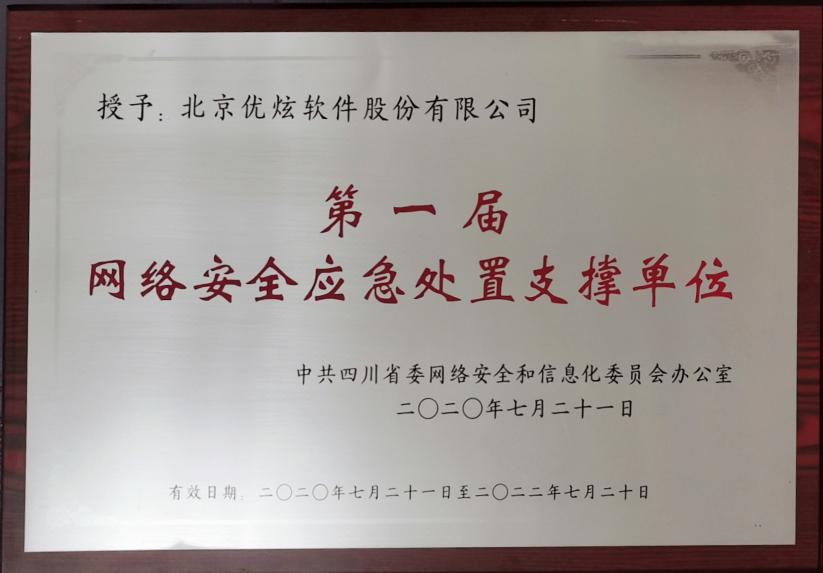 授予：北京优炫软件股份有限公司
第一届
网络安全应急处置支撑单位
中共四川省委网络安全和信息化委员会办公室
二〇二〇年七月二十一日
有效日期：二〇二〇年七月二十一日至二〇二二年七月二十日